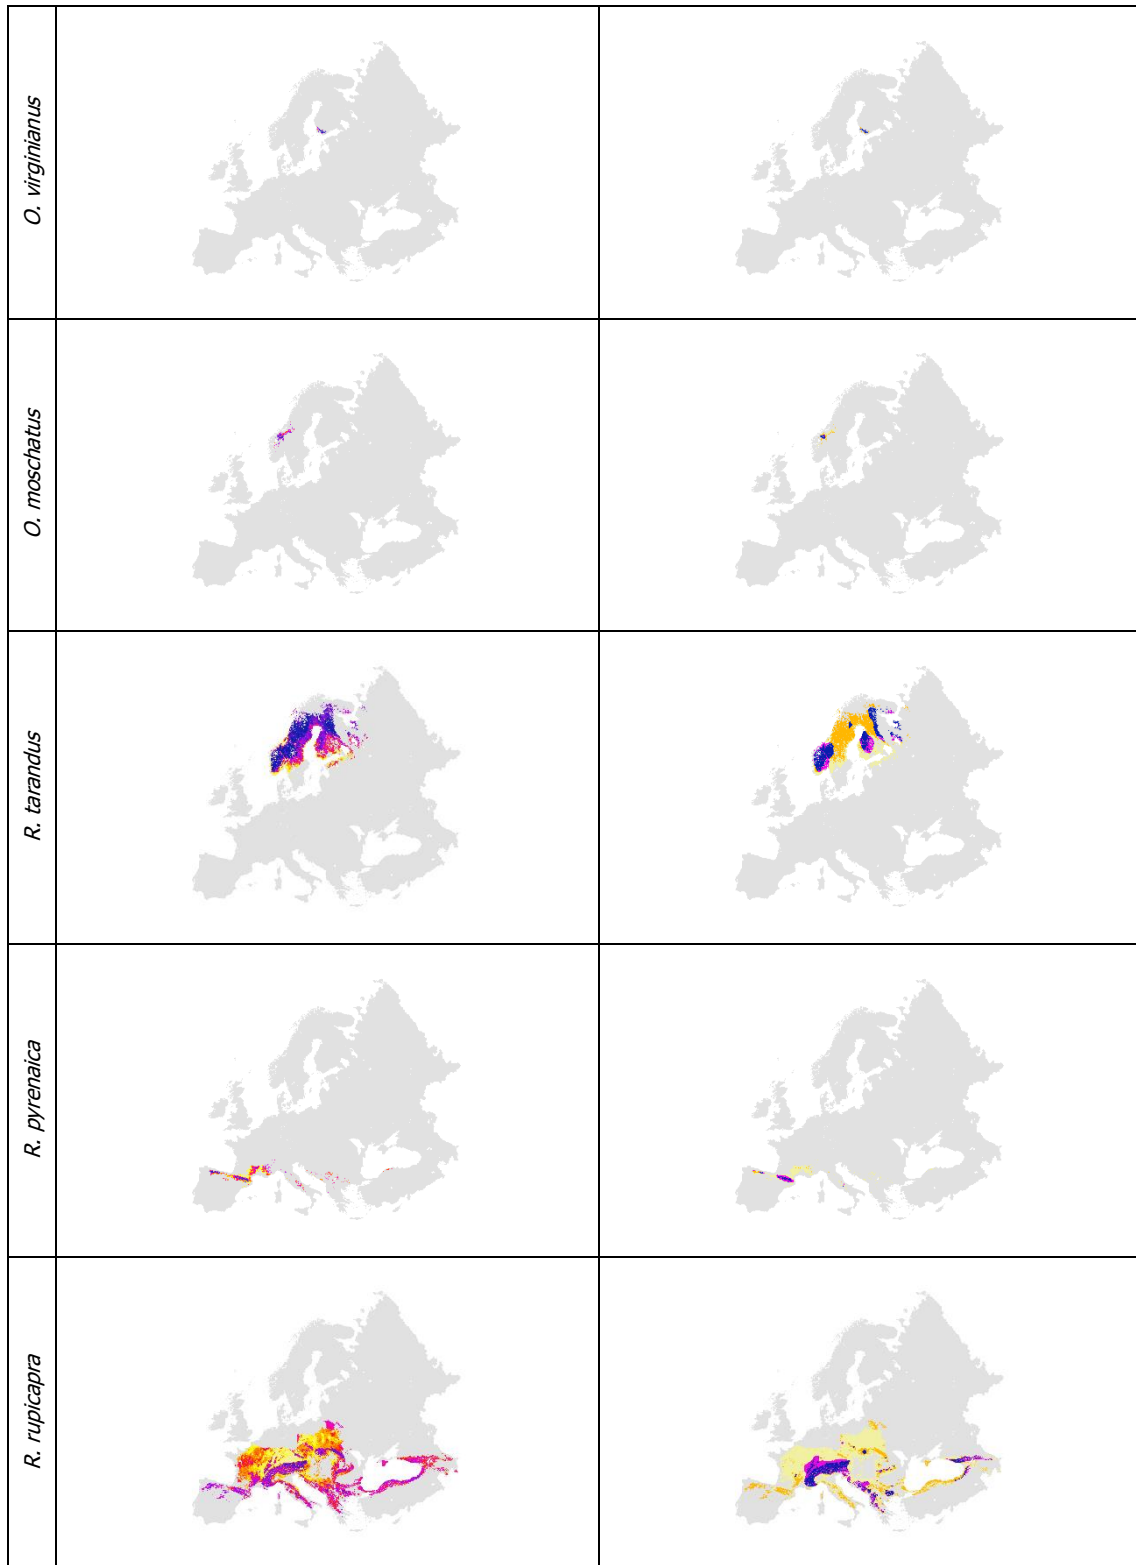 O. virginianus
O. moschatus
R. tarandus
R. pyrenaica
R. rupicapra